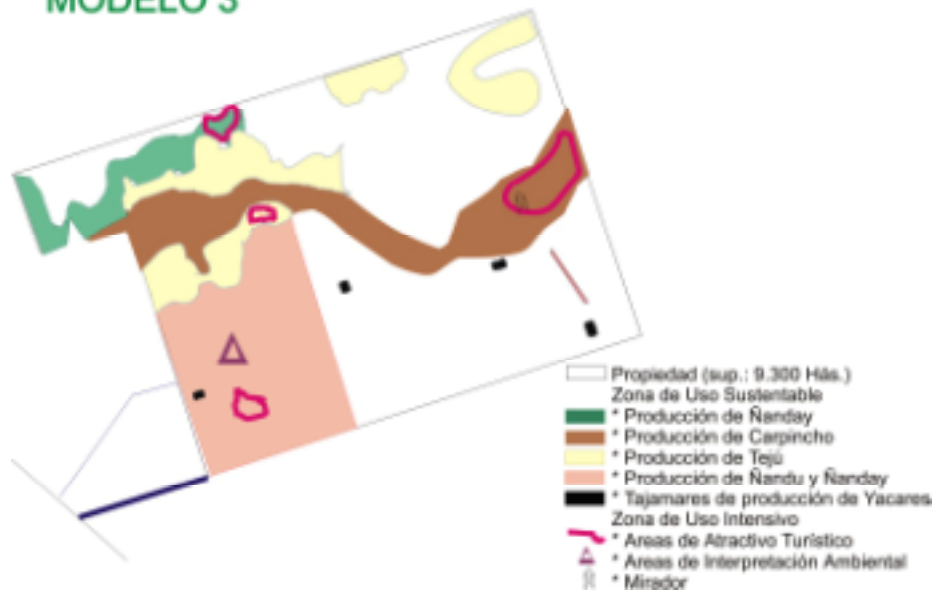 MODELO 3
Propiedad (sup.: 9.300 Hás.)
Zona de Uso Sustentable
* Producción de Ñanday
* Producción de Carpincho
* Producción de Tejú
* Producción de Ñandu y Ñanday
* Tajamares de producción de Yacares
Zona de Uso Intensivo
* Areas de Atractivo Turístico
* Areas de Interpretación Ambiental
* Mirador